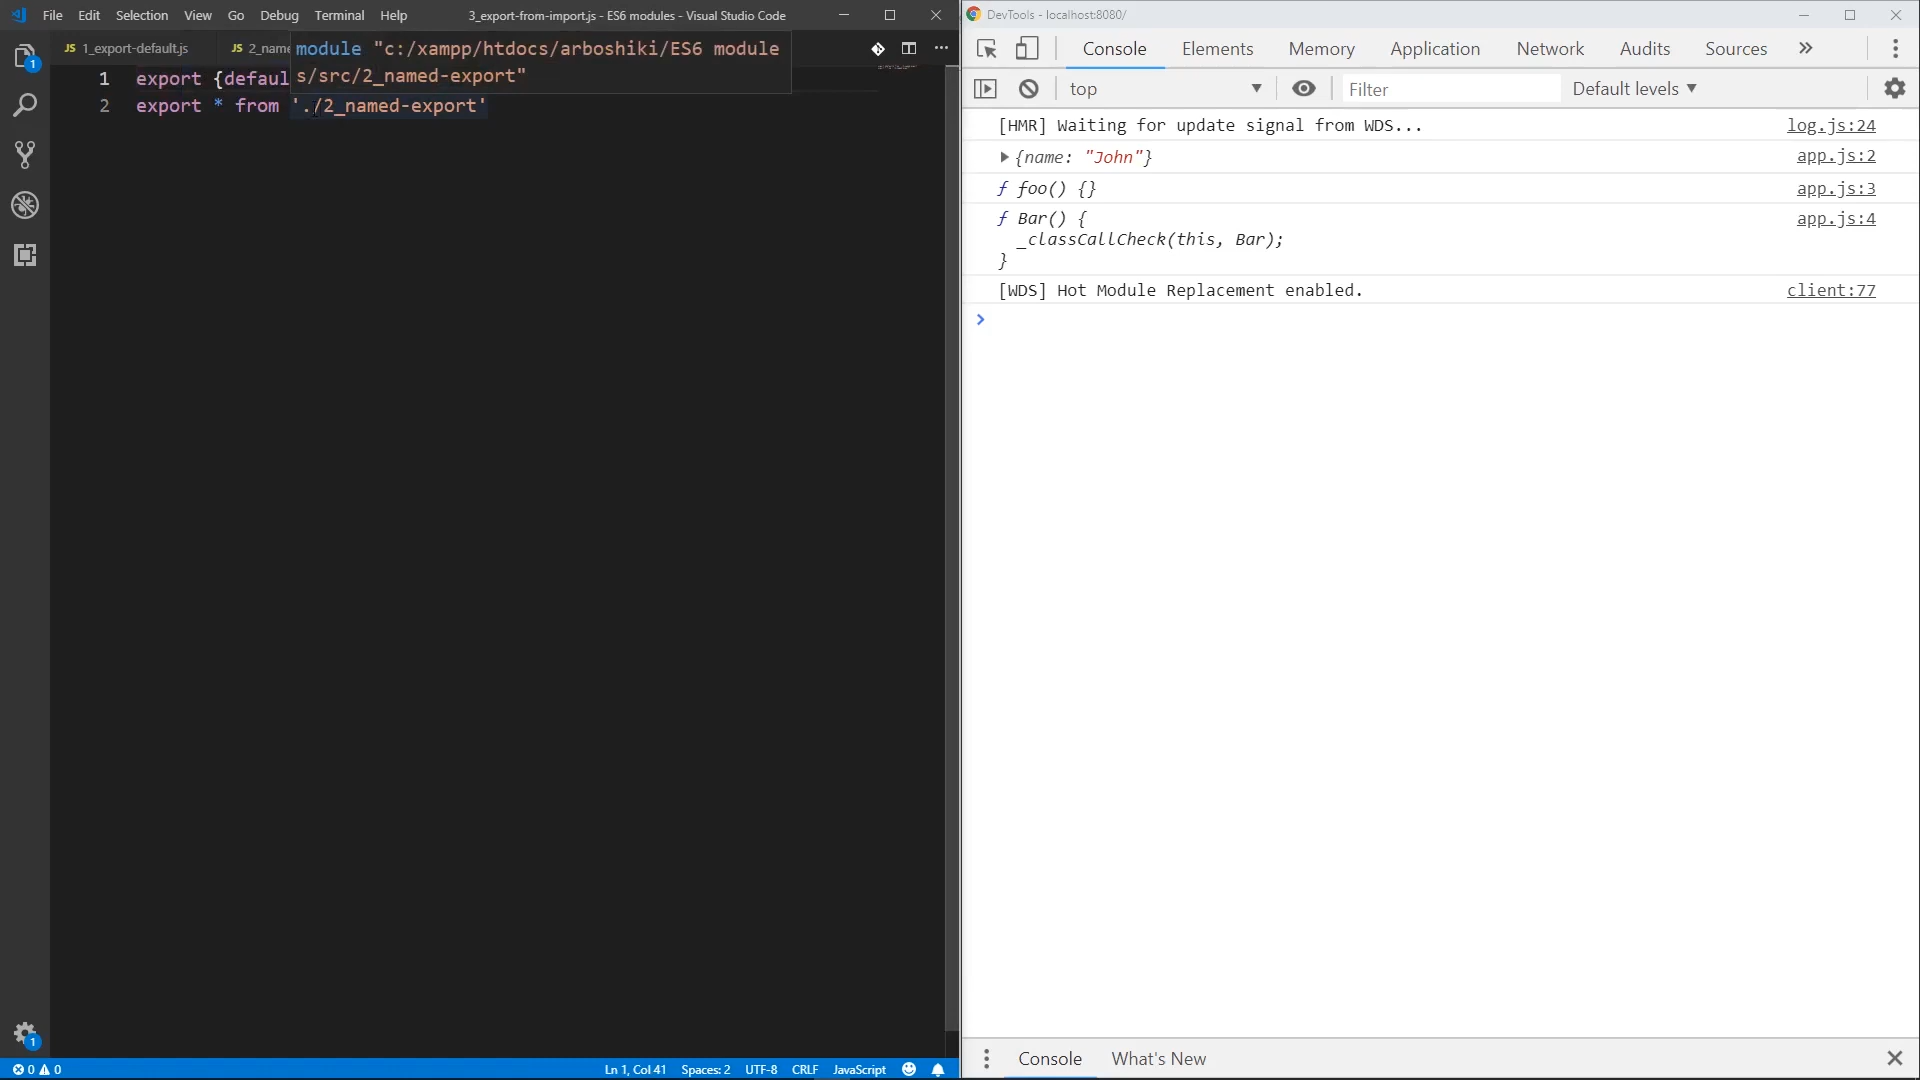 File Edit Selection View Go Debug Terminal Help
3_export-from-import.js - ES6 modules - Visual Studio Code
JS 1_export-default.js
JS 2_name
module "c:/xampp/htdocs/arboshiki/ES6 module
s/src/2_named-export"
1 export {defaul
2 export * from './2_named-export'
1
1
0 0
Ln 1, Col 41 Spaces: 2 UTF-8 CRLF JavaScript
DevTools - localhost:8080/
Console Elements Memory Application Network Audits Sources »
top Filter Default levels
[HMR] Waiting for update signal from WDS... log.js:24
{name: "John"} app.js:2
f foo() {} app.js:3
f Bar() { app.js:4
_classCallCheck(this, Bar);
}
[WDS] Hot Module Replacement enabled. client:77
>
Console What's New